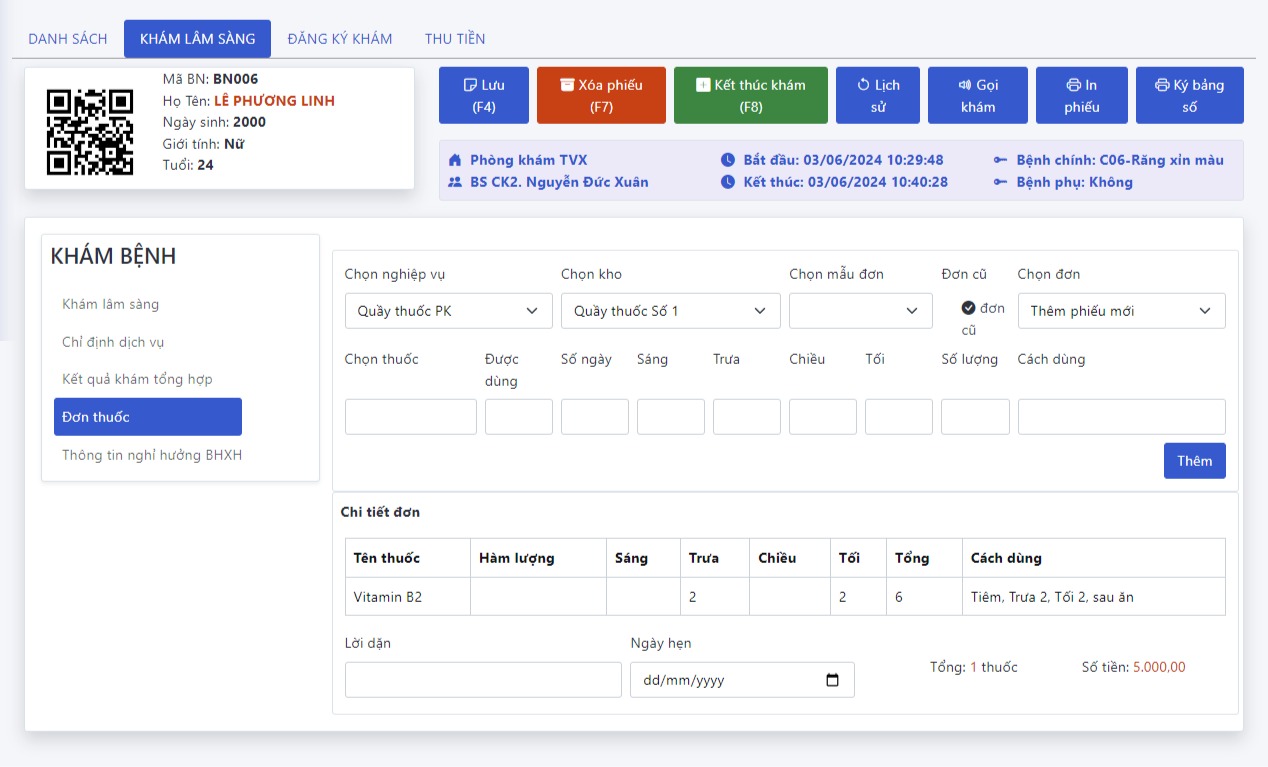 DANH SÁCH KHÁM LÂM SÀNG ĐĂNG KÝ KHÁM THU TIỀN
Mã BN: BN006
Họ Tên: LÊ PHƯƠNG LINH
Ngày sinh: 2000
Giới tính: Nữ
Tuổi: 24
Lưu (F4)
Xóa phiếu (F7)
Kết thúc khám (F8)
Lịch sử
Gọi khám
In phiếu
Ký bảng số
Phòng khám TVX Bắt đầu: 03/06/2024 10:29:48 Bệnh chính: C06-Răng xỉn màu
BS CK2. Nguyễn Đức Xuân Kết thúc: 03/06/2024 10:40:28 Bệnh phụ: Không
KHÁM BỆNH
Khám lâm sàng
Chỉ định dịch vụ
Kết quả khám tổng hợp
Đơn thuốc
Thông tin nghỉ hưởng BHXH
Chọn nghiệp vụ Chọn kho Chọn mẫu đơn Đơn cũ Chọn đơn
Quầy thuốc PK Quầy thuốc Số 1 đơn cũ Thêm phiếu mới
Chọn thuốc Được dùng Số ngày Sáng Trưa Chiều Tối Số lượng Cách dùng
Thêm
Chi tiết đơn
Tên thuốc Hàm lượng Sáng Trưa Chiều Tối Tổng Cách dùng
Vitamin B2 2 2 6 Tiêm, Trưa 2, Tối 2, sau ăn
Lời dặn Ngày hẹn
dd/mm/yyyy
Tổng: 1 thuốc Số tiền: 5.000,00